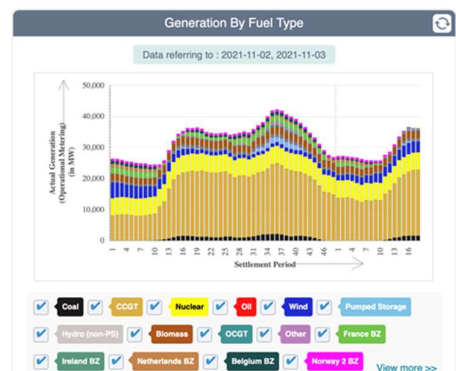 Generation By Fuel Type
Data referring to : 2021-11-02, 2021-11-03
50,000
40,000
30,000
20,000
10,000
0
Actual Generation
(Operational Metering)
(in MW)
1 4 7 10 13 16 19 22 25 28 31 34 37 40 43 46 1 4 7 10 13 16
Settlement Period
Coal CCGT Nuclear Oil Wind Pumped Storage
Hydro (non-PS) Biomass OCGT Other France BZ
Ireland BZ Netherlands BZ Belgium BZ Norway 2 BZ
View more >>